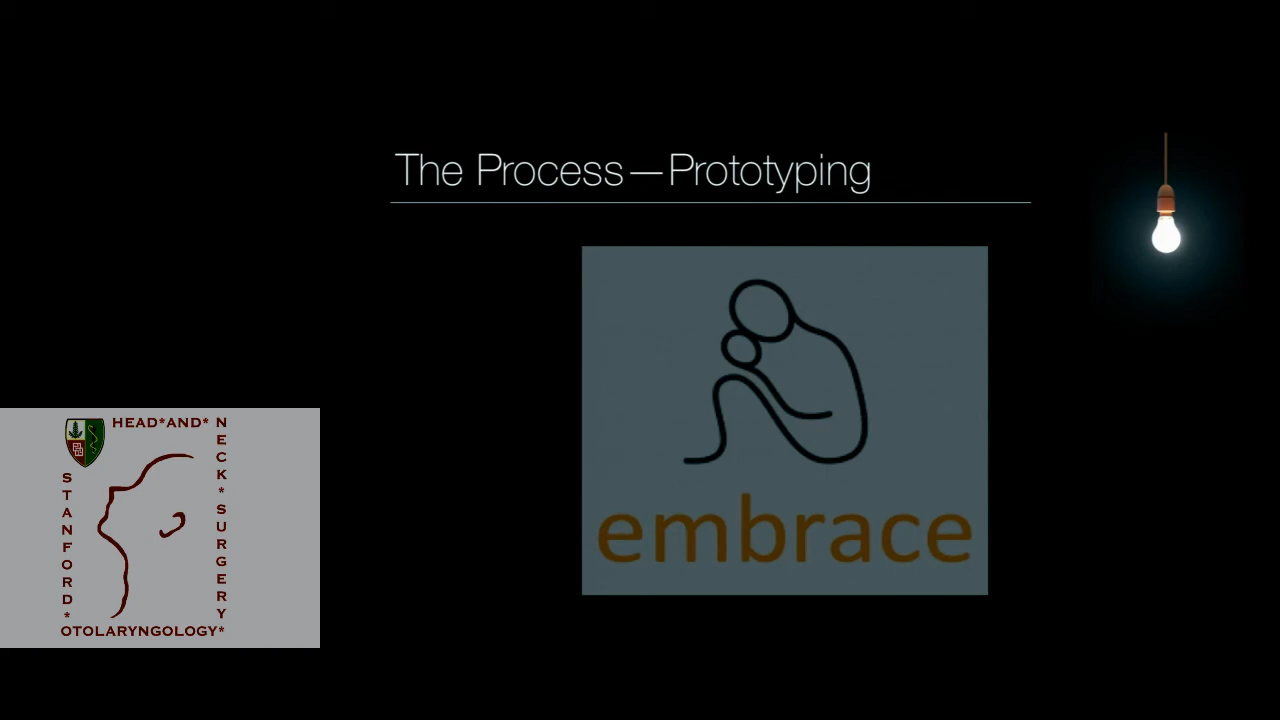 The Process—Prototyping
embrace
HEAD*AND*
NECK*SURGERY
STANFORD*
OTOLARYNGOLOGY*